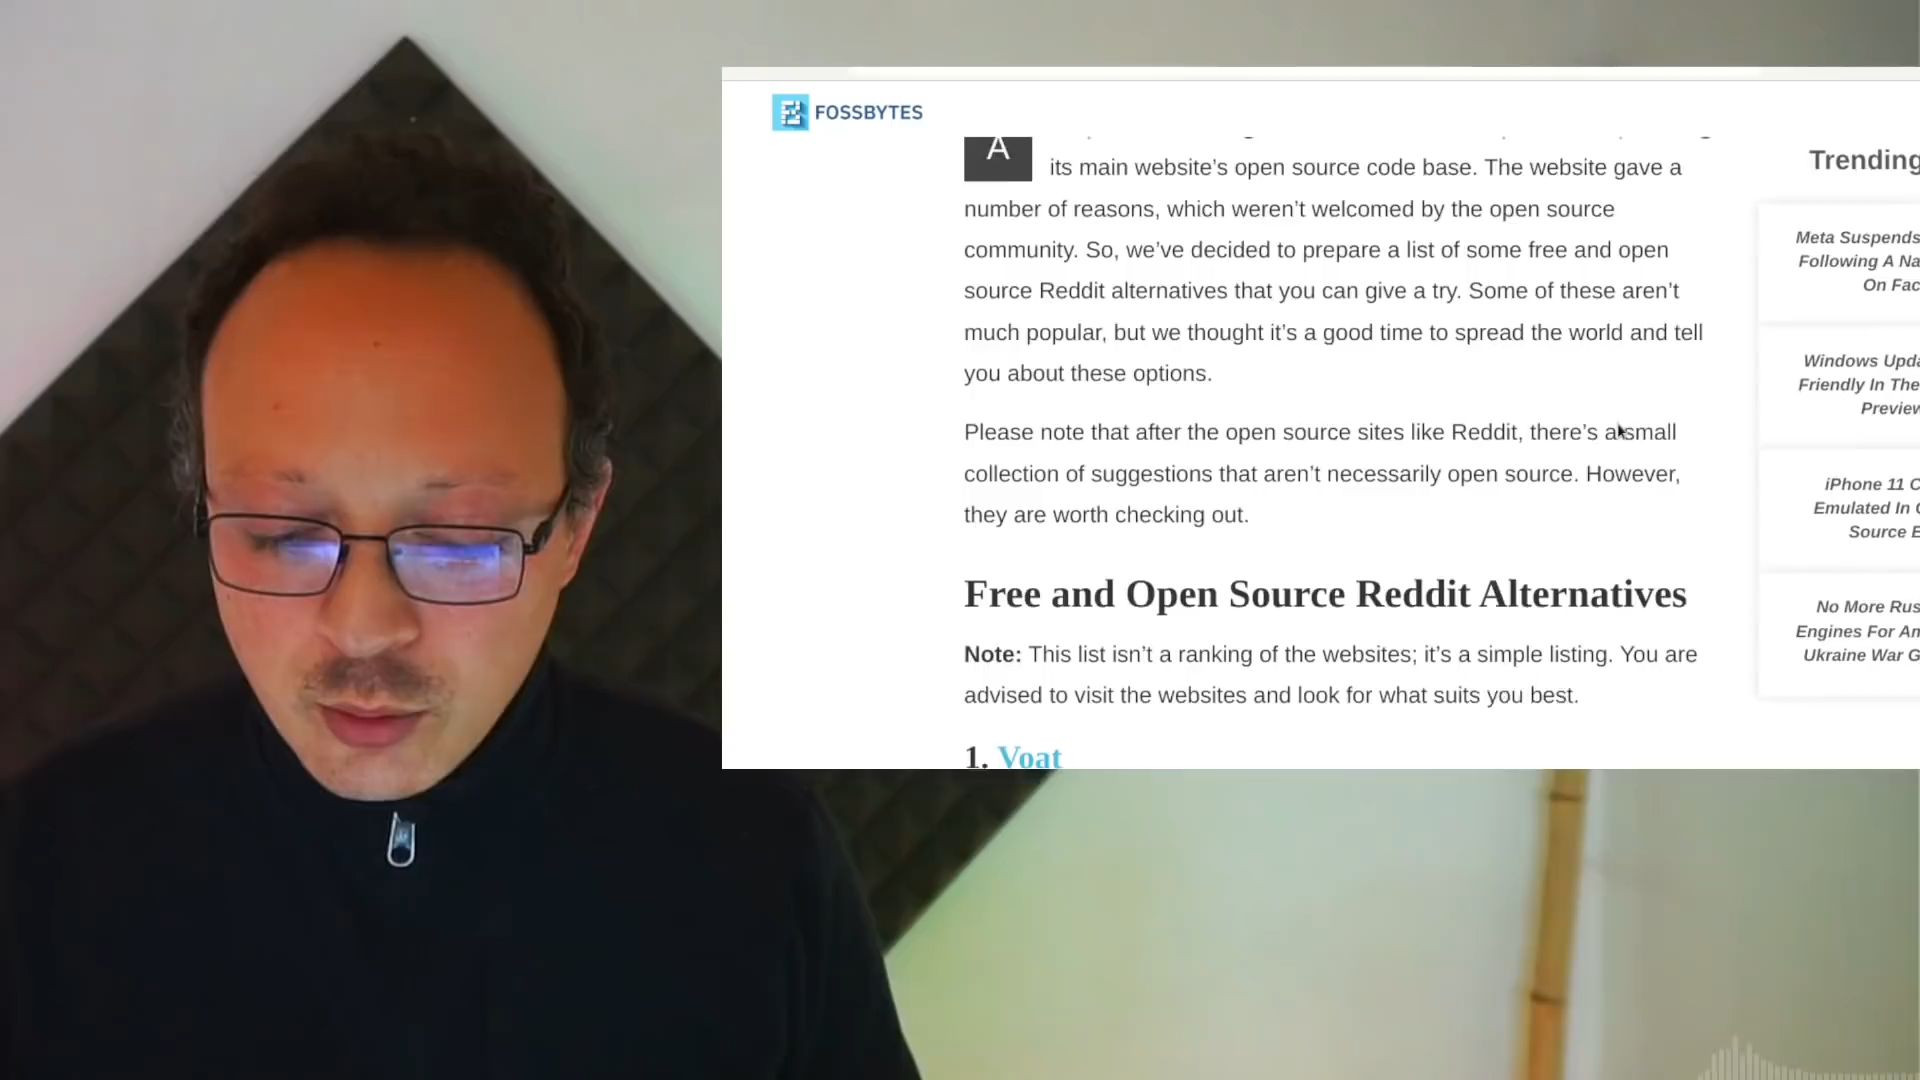 FOSSBYTES
A
its main website’s open source code base. The website gave a
number of reasons, which weren’t welcomed by the open source
community. So, we’ve decided to prepare a list of some free and open
source Reddit alternatives that you can give a try. Some of these aren’t
much popular, but we thought it’s a good time to spread the world and tell
you about these options.
Please note that after the open source sites like Reddit, there’s a small
collection of suggestions that aren’t necessarily open source. However,
they are worth checking out.
Free and Open Source Reddit Alternatives
Note: This list isn’t a ranking of the websites; it’s a simple listing. You are
advised to visit the websites and look for what suits you best.
1. Voat
Trending
Meta Suspends
Following A Na
On Fac
Windows Upda
Friendly In The
Preview
iPhone 11 C
Emulated In
Source E
No More Rus
Engines For Am
Ukraine War G